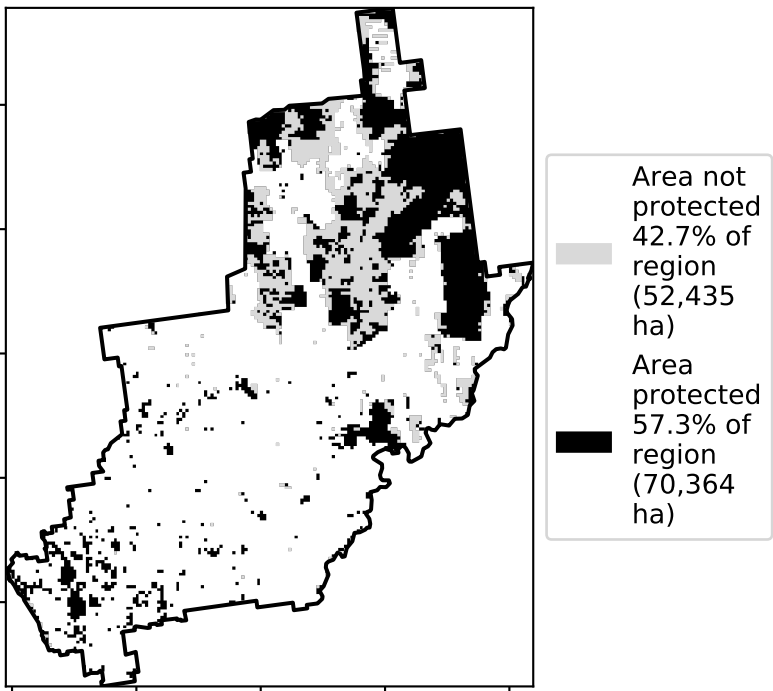 Area not
protected
42.7% of
region
(52,435
ha)
Area
protected
57.3% of
region
(70,364
ha)